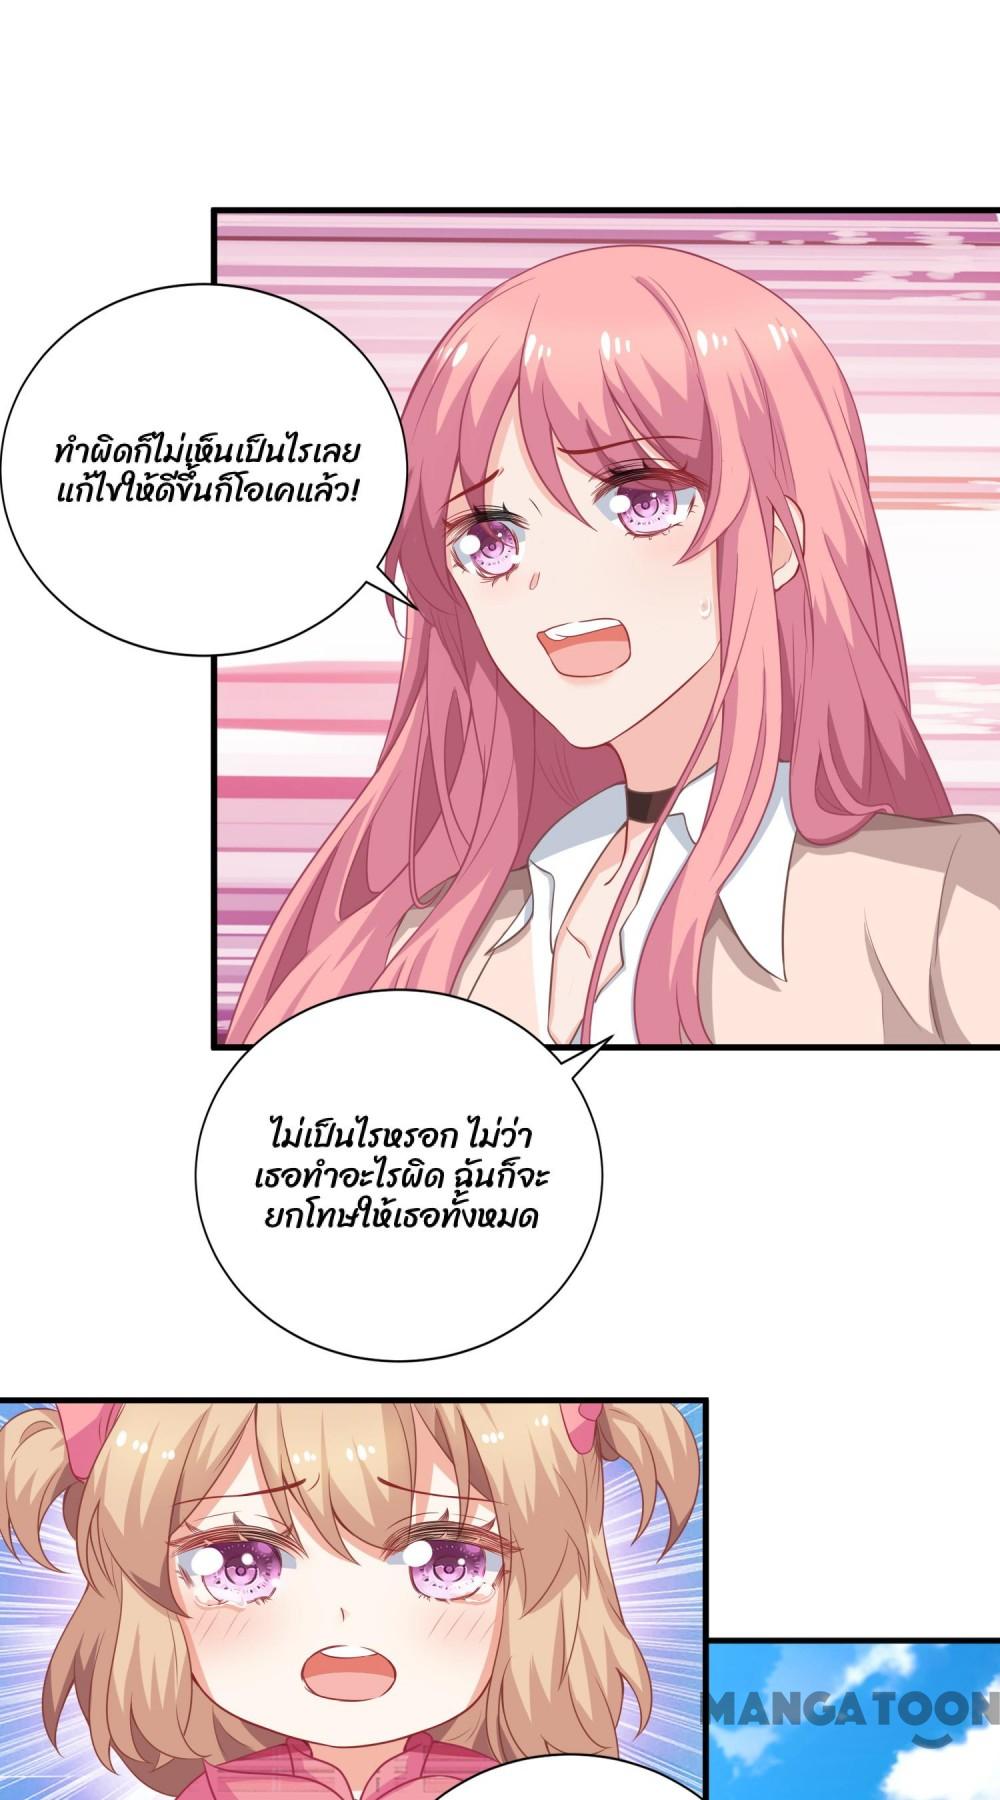 ทำผิดก็ไม่เห็นเป็นไรเลย
แก้ไขให้ดีขึ้นก็โอเคแล้ว!
ไม่เป็นไรหรอก ไม่ว่า
เธอทำอะไรผิด ฉันก็จะ
ยกโทษให้เธอทั้งหมด
MANGATOON